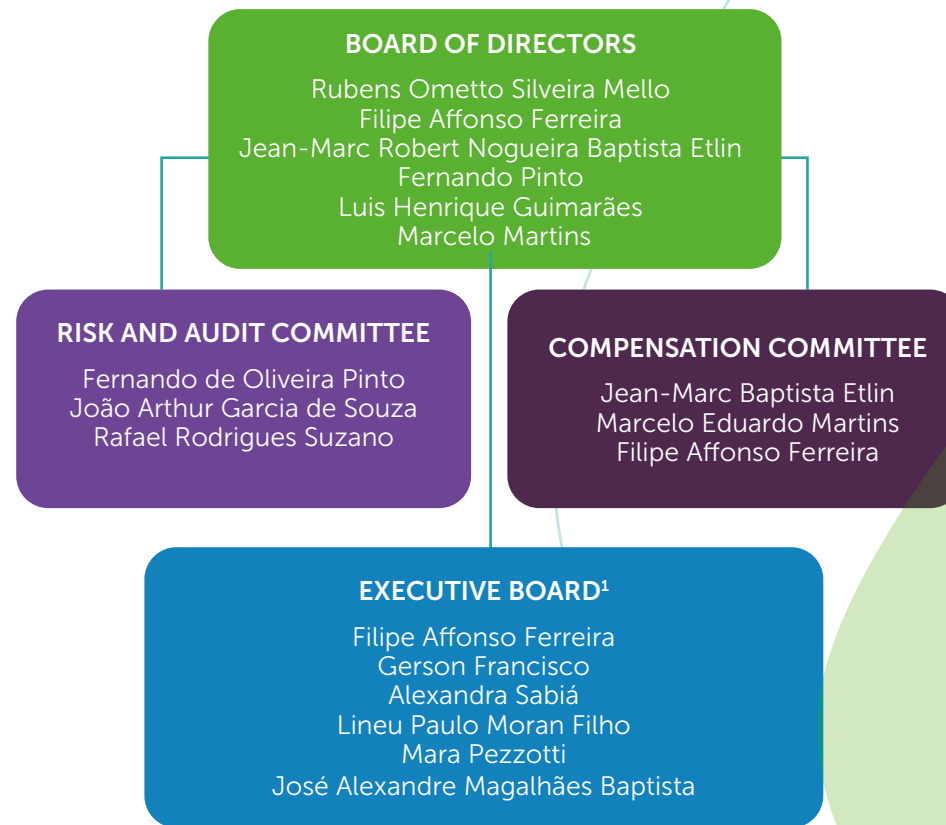 BOARD OF DIRECTORS
Rubens Ometto Silveira Mello
Filipe Affonso Ferreira
Jean-Marc Robert Nogueira Baptista Etlin
Fernando Pinto
Luis Henrique Guimarães
Marcelo Martins
RISK AND AUDIT COMMITTEE
Fernando de Oliveira Pinto
João Arthur Garcia de Souza
Rafael Rodrigues Suzano
COMPENSATION COMMITTEE
Jean-Marc Baptista Etlin
Marcelo Eduardo Martins
Filipe Affonso Ferreira
EXECUTIVE BOARD¹
Filipe Affonso Ferreira
Gerson Francisco
Alexandra Sabiá
Lineu Paulo Moran Filho
Mara Pezzotti
José Alexandre Magalhães Baptista